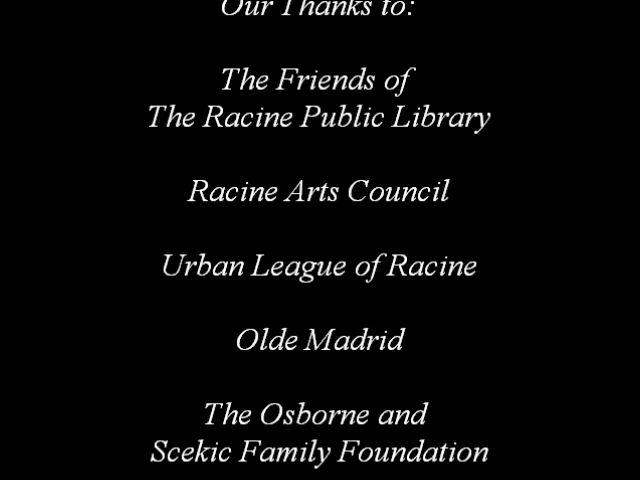 Our Thanks to:
The Friends of
The Racine Public Library
Racine Arts Council
Urban League of Racine
Olde Madrid
The Osborne and
Scekic Family Foundation